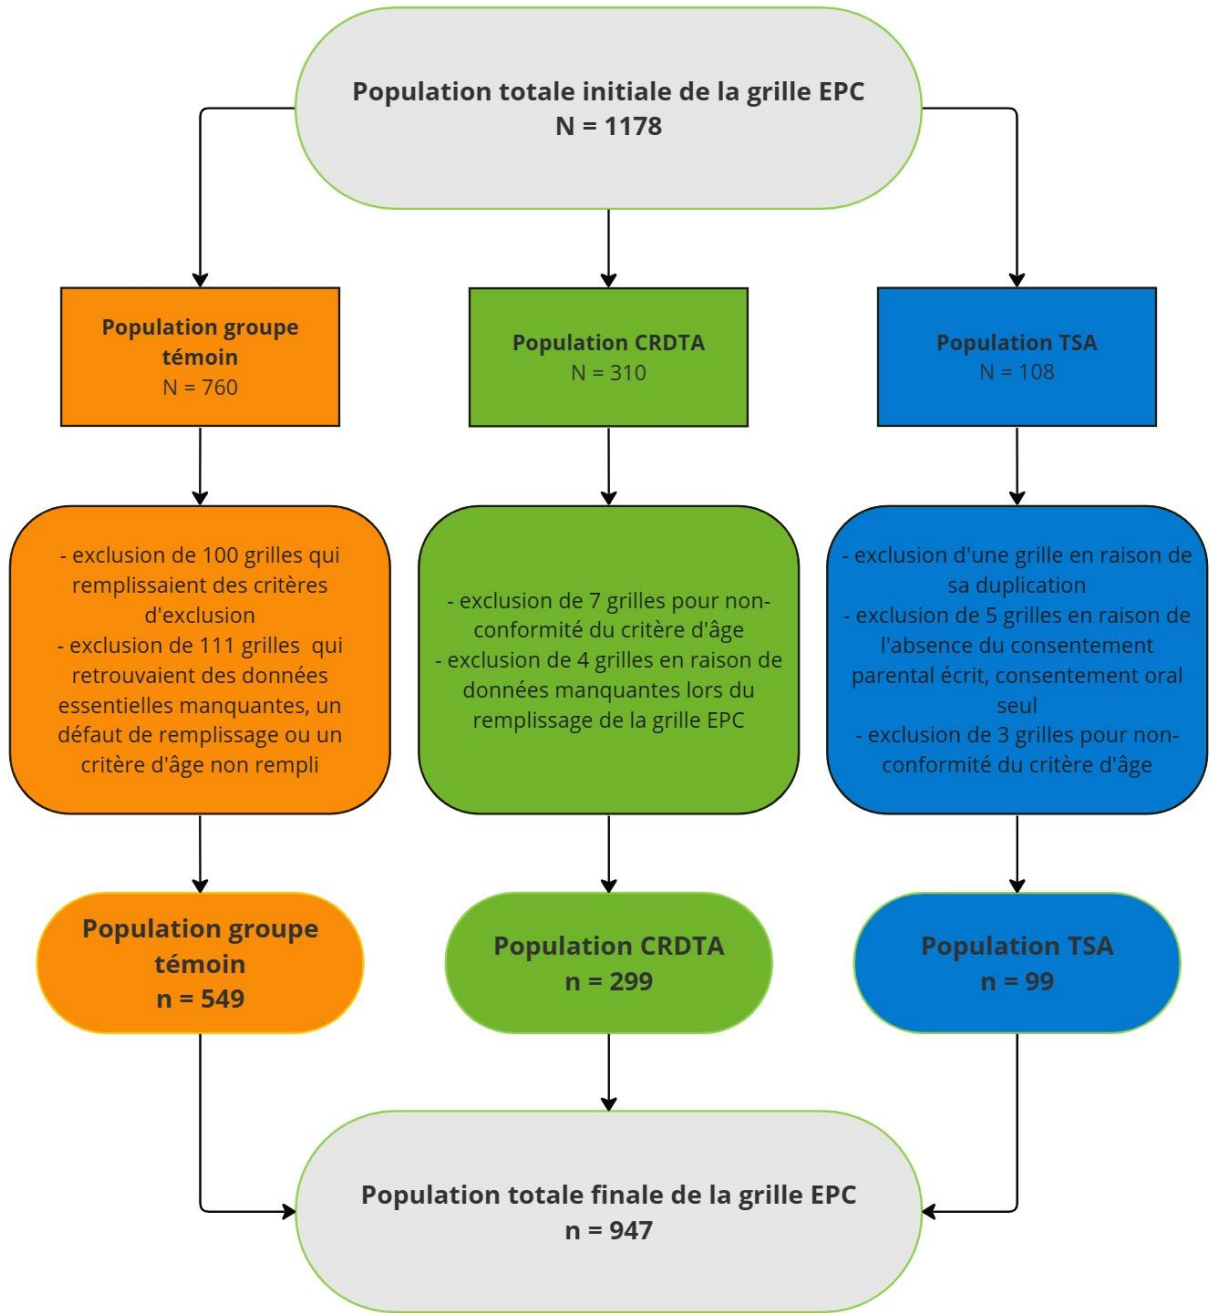 Population totale initiale de la grille EPC
N = 1178
Population groupe
témoin
N = 760
Population CRDTA
N = 310
Population TSA
N = 108
- exclusion de 100 grilles qui
remplissaient des critères
d'exclusion
- exclusion de 111 grilles qui
retrouvaient des données
essentielles manquantes, un
défaut de remplissage ou un
critère d'âge non rempli
- exclusion de 7 grilles pour non-
conformité du critère d'âge
- exclusion de 4 grilles en raison de
données manquantes lors du
remplissage de la grille EPC
- exclusion d'une grille en raison de
sa duplication
- exclusion de 5 grilles en raison de
l'absence du consentement
parental écrit, consentement oral
seul
- exclusion de 3 grilles pour non-
conformité du critère d'âge
Population groupe
témoin
n = 549
Population CRDTA
n = 299
Population TSA
n = 99
Population totale finale de la grille EPC
n = 947